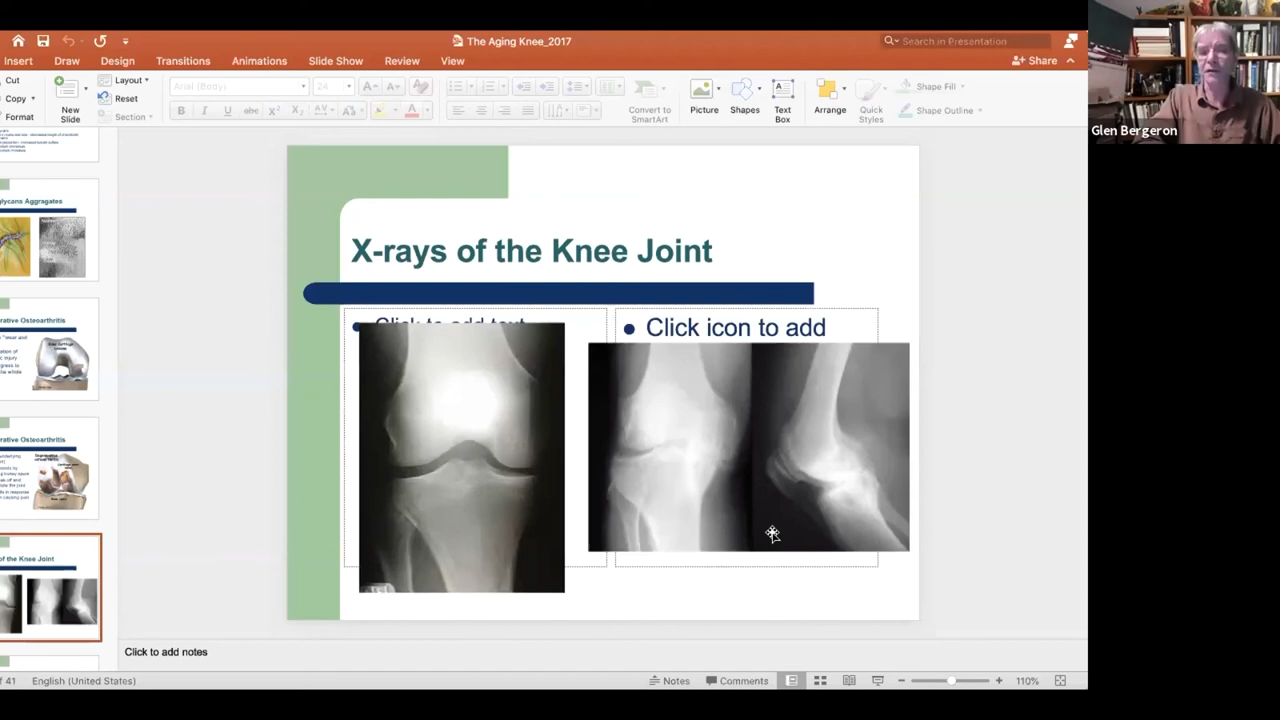 The Aging Knee_2017
Search in Presentation
Insert Draw Design Transitions Animations Slide Show Review View
Share
Cut
Copy
Format
New
Slide
Layout
Reset
Section
Arial (Body)
24
Convert to
SmartArt
Picture
Shapes
Text
Box
Arrange
Quick
Styles
Shape Fill
Shape Outline
Glen Bergeron
glycans Aggragates
rative Osteoarthritis
rative Osteoarthritis
of the Knee Joint
X-rays of the Knee Joint
Click to add text
Click icon to add
Click to add notes
of 41 English (United States)
Notes Comments 110%